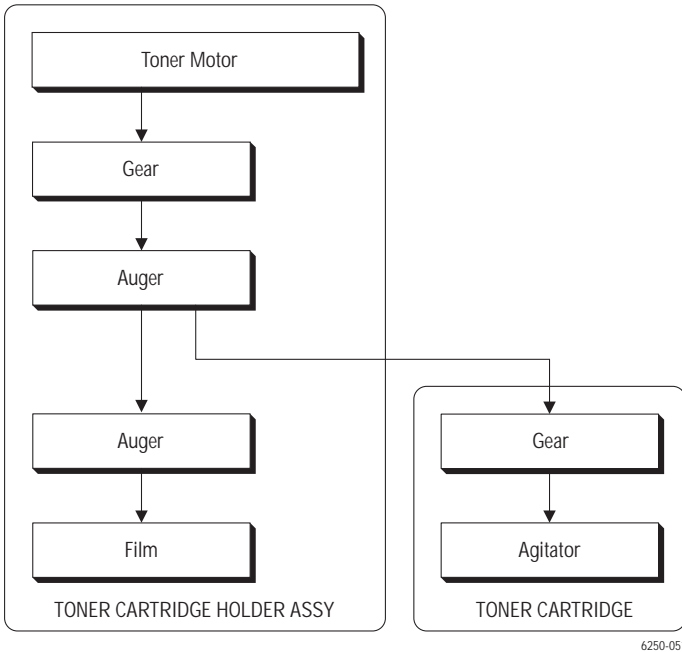 Toner Motor
Gear
Auger
Auger
Film
TONER CARTRIDGE HOLDER ASSY
Gear
Agitator
TONER CARTRIDGE
6250-05